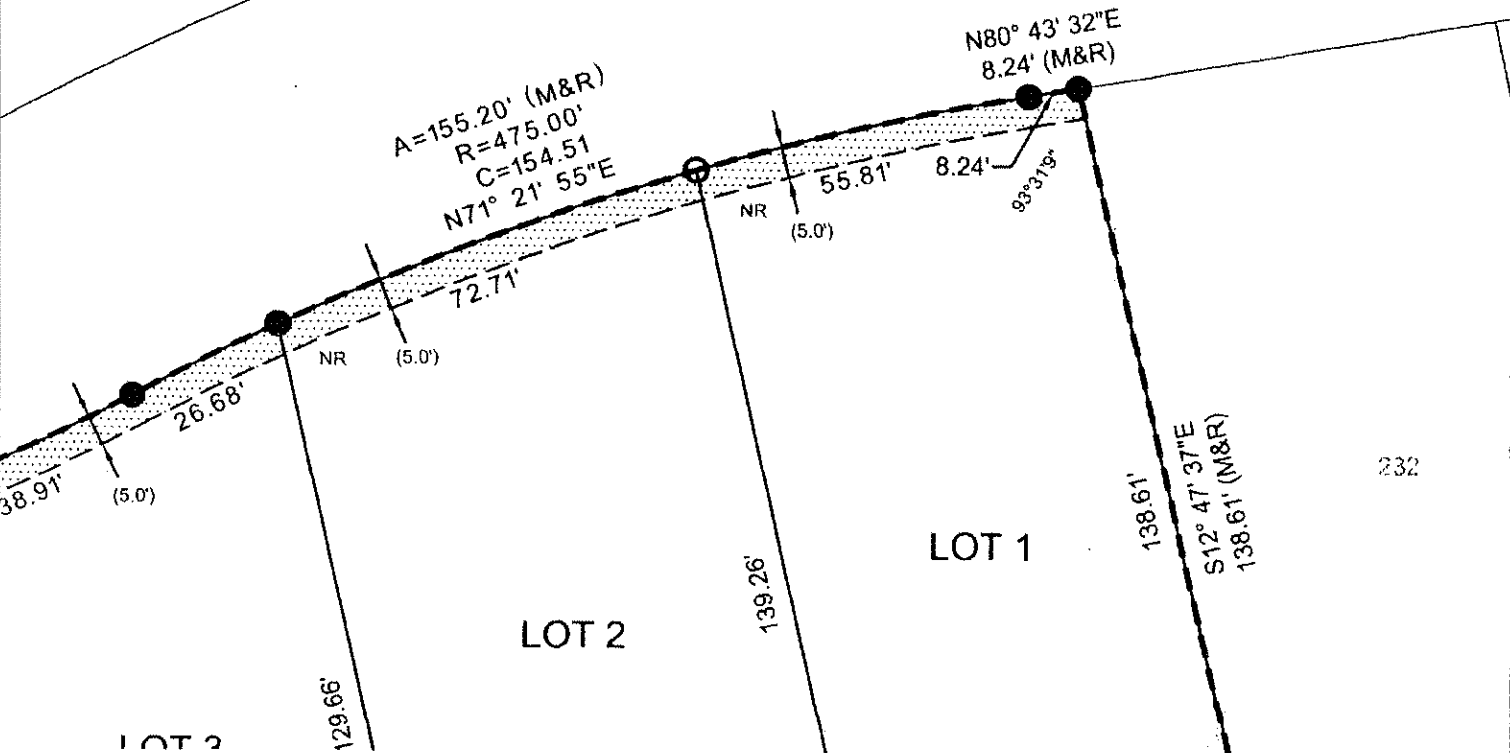 N80° 43' 32"E
8.24' (M&R)
A=155.20' (M&R)
R=475.00'
C=154.51
N71° 21' 55"E
8.24'
93°31'9"
55.81'
NR
(5.0')
72.71'
NR
(5.0')
26.68'
(5.0')
38.91'
138.61'
S12° 47' 37"E
138.61' (M&R)
232
LOT 1
139.26'
LOT 2
129.66'
LOT 3